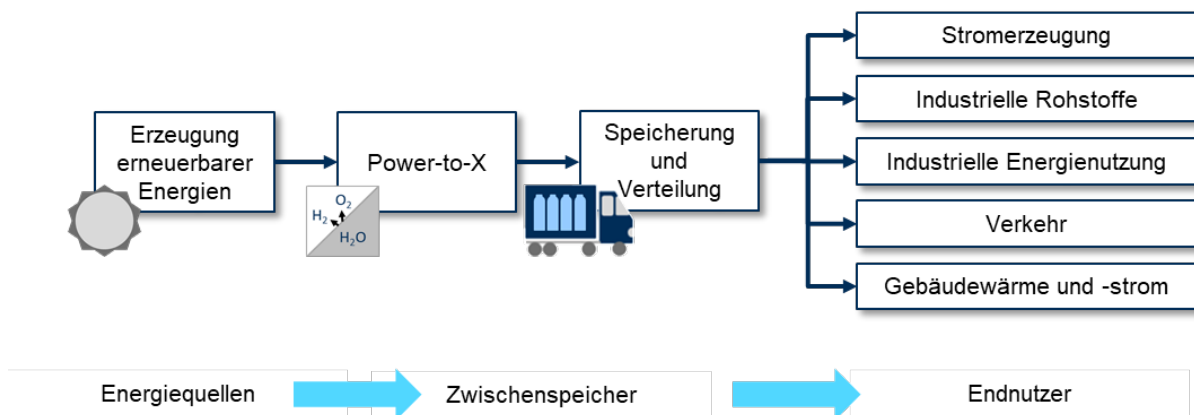 Stromerzeugung
Industrielle Rohstoffe
Erzeugung
erneuerbarer
Energien
Power-to-X
Speicherung
und
Verteilung
Industrielle Energienutzung
O₂
H₂
H₂O
Verkehr
Gebäudewärme und -strom
Energiequellen
Zwischenspeicher
Endnutzer